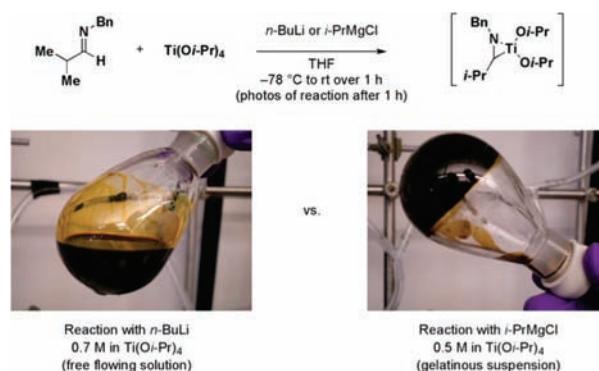 Bn
N
Me
Me
H
+
Ti(Oi-Pr)4
n-BuLi or i-PrMgCl
THF
–78 °C to rt over 1 h
(photos of reaction after 1 h)
Bn
N
Ti
Oi-Pr
Oi-Pr
i-Pr
vs.
Reaction with n-BuLi
0.7 M in Ti(Oi-Pr)4
(free flowing solution)
Reaction with i-PrMgCl
0.5 M in Ti(Oi-Pr)4
(gelatinous suspension)